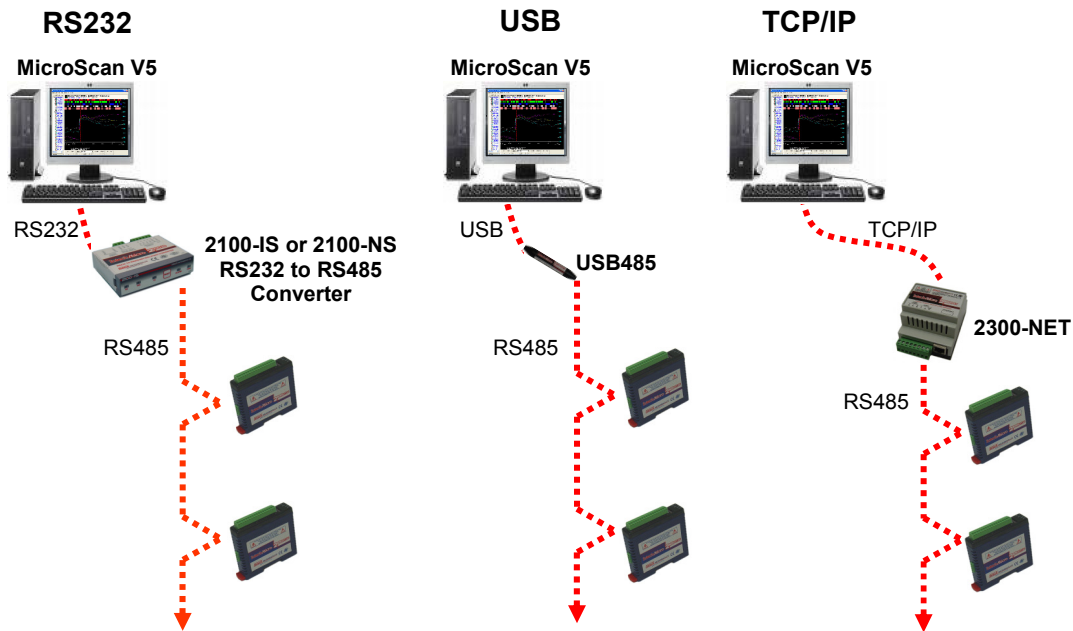 RS232
USB
TCP/IP
MicroScan V5
MicroScan V5
MicroScan V5
RS232
2100-IS or 2100-NS
RS232 to RS485
Converter
USB
USB485
TCP/IP
2300-NET
RS485
RS485
RS485